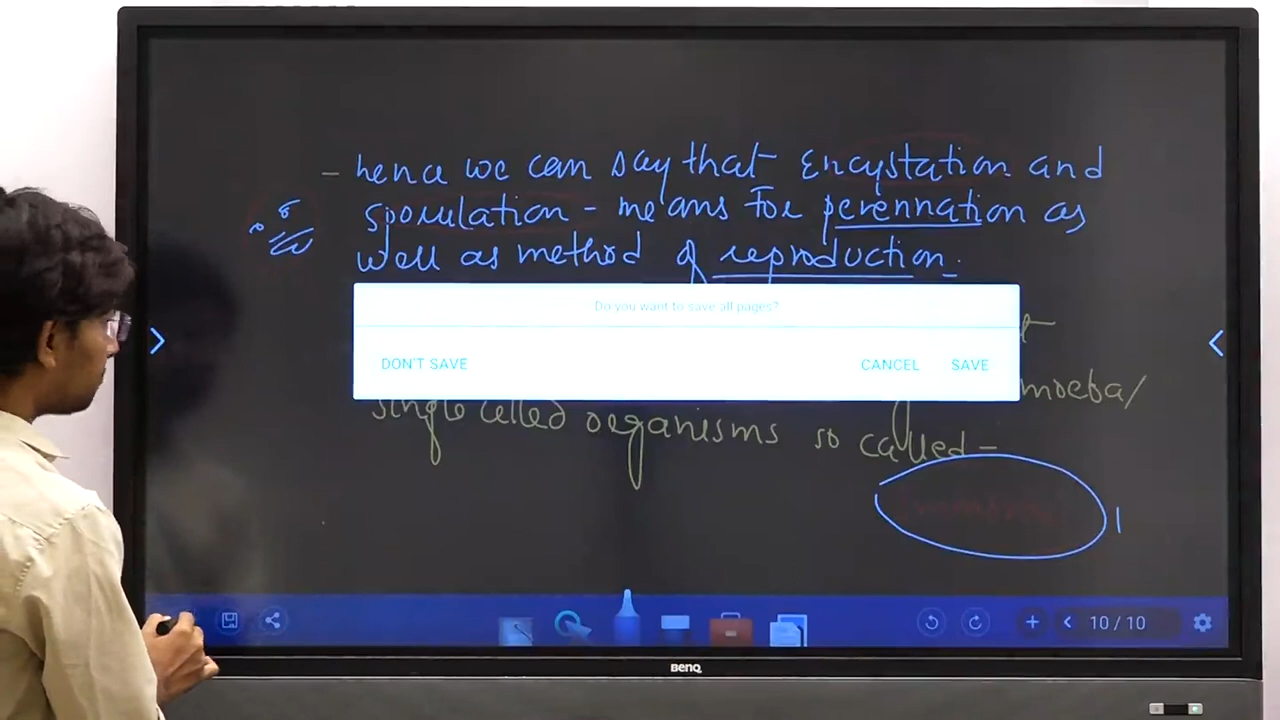 - hence we can say that Encystation and
sporulation - means for perennation as
well as method of reproduction.
Do you want to save all pages?
DON'T SAVE CANCEL SAVE
moeba/
single celled organisms so called -
10 / 10
BenQ